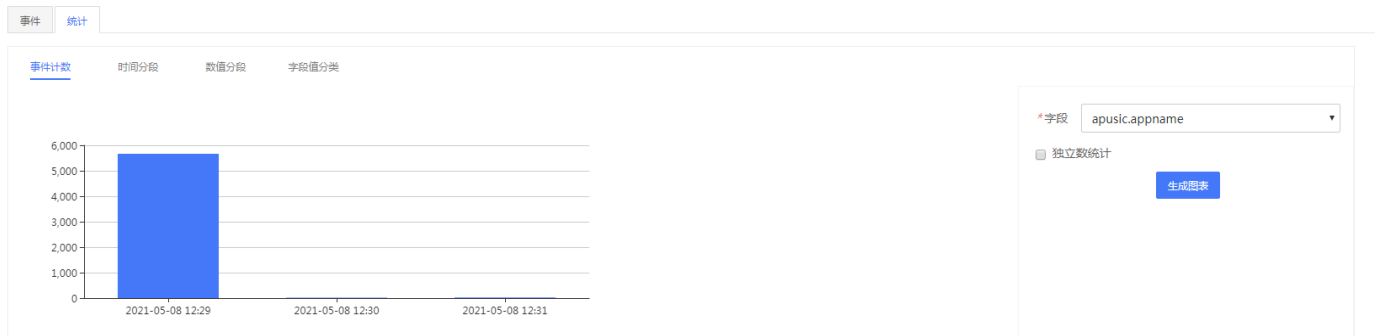 事件 统计
事件计数 时间分段 数值分段 字段值分类
*字段 apusic.appname
独立数统计
生成图表
6,000
5,000
4,000
3,000
2,000
1,000
0
2021-05-08 12:29 2021-05-08 12:30 2021-05-08 12:31